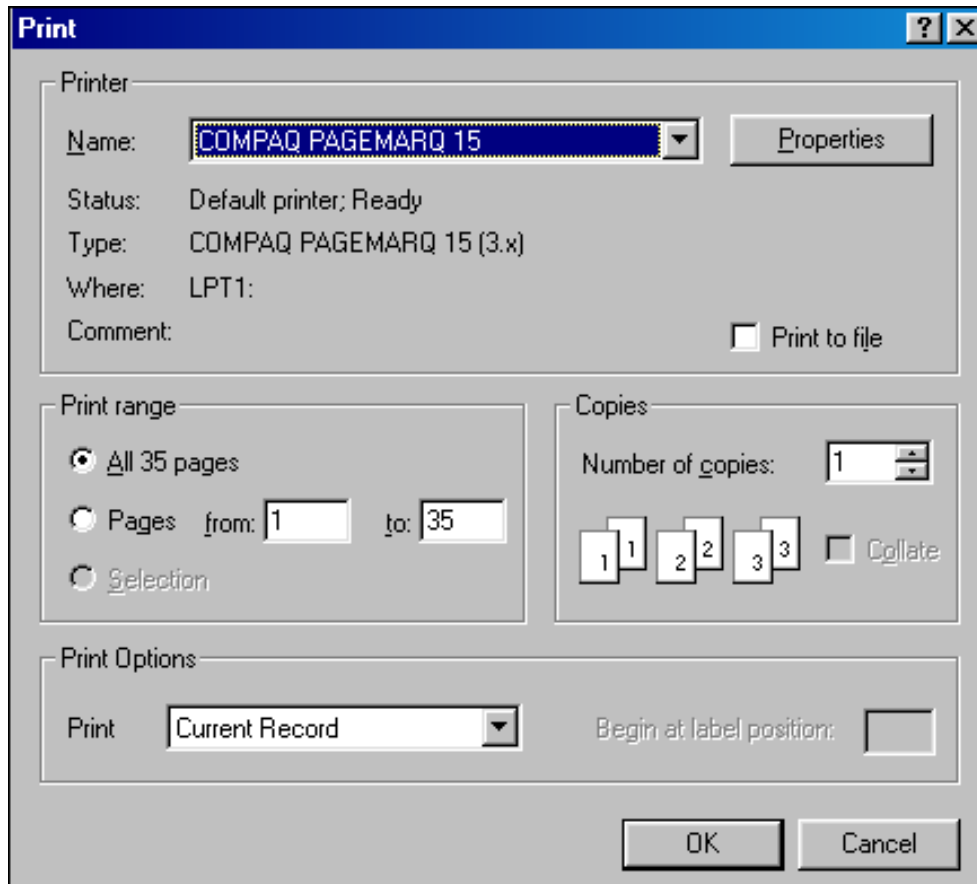 Print
Printer
Name: COMPAQ PAGEMARQ 15 Properties
Status: Default printer; Ready
Type: COMPAQ PAGEMARQ 15 (3.x)
Where: LPT1:
Comment:
Print to file
Print range
All 35 pages
Pages from: 1 to: 35
Selection
Copies
Number of copies: 1
1 1 2 2 3 3 Collate
Print Options
Print Current Record Begin at label position:
OK Cancel